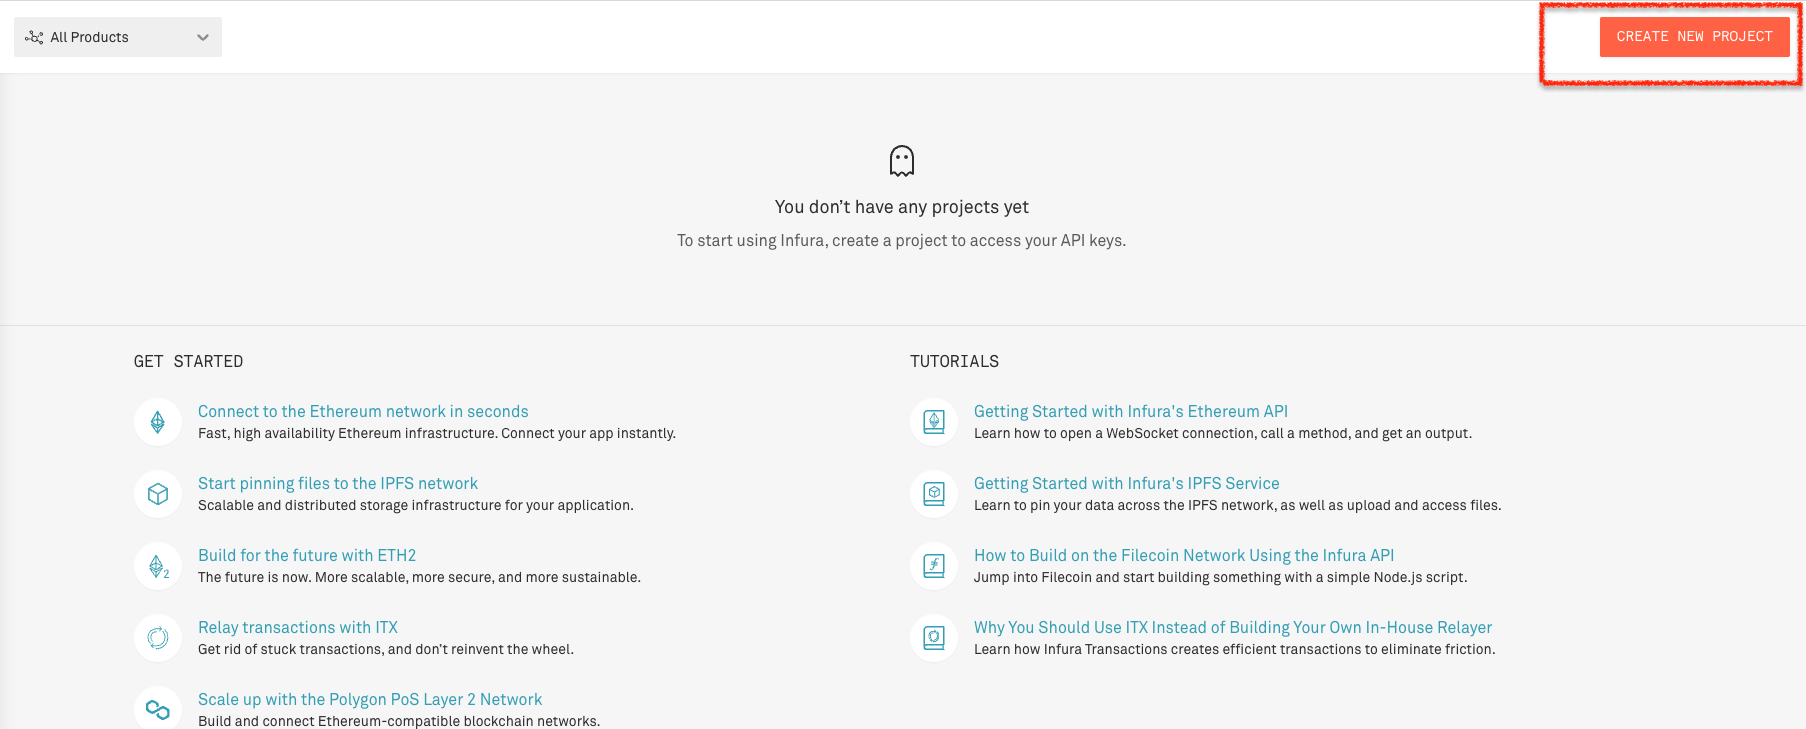 All Products
CREATE NEW PROJECT
You don't have any projects yet
To start using Infura, create a project to access your API keys.
GET STARTED
Connect to the Ethereum network in seconds
Fast, high availability Ethereum infrastructure. Connect your app instantly.
Start pinning files to the IPFS network
Scalable and distributed storage infrastructure for your application.
Build for the future with ETH2
The future is now. More scalable, more secure, and more sustainable.
Relay transactions with ITX
Get rid of stuck transactions, and don't reinvent the wheel.
Scale up with the Polygon PoS Layer 2 Network
Build and connect Ethereum-compatible blockchain networks.
TUTORIALS
Getting Started with Infura's Ethereum API
Learn how to open a WebSocket connection, call a method, and get an output.
Getting Started with Infura's IPFS Service
Learn to pin your data across the IPFS network, as well as upload and access files.
How to Build on the Filecoin Network Using the Infura API
Jump into Filecoin and start building something with a simple Node.js script.
Why You Should Use ITX Instead of Building Your Own In-House Relayer
Learn how Infura Transactions creates efficient transactions to eliminate friction.